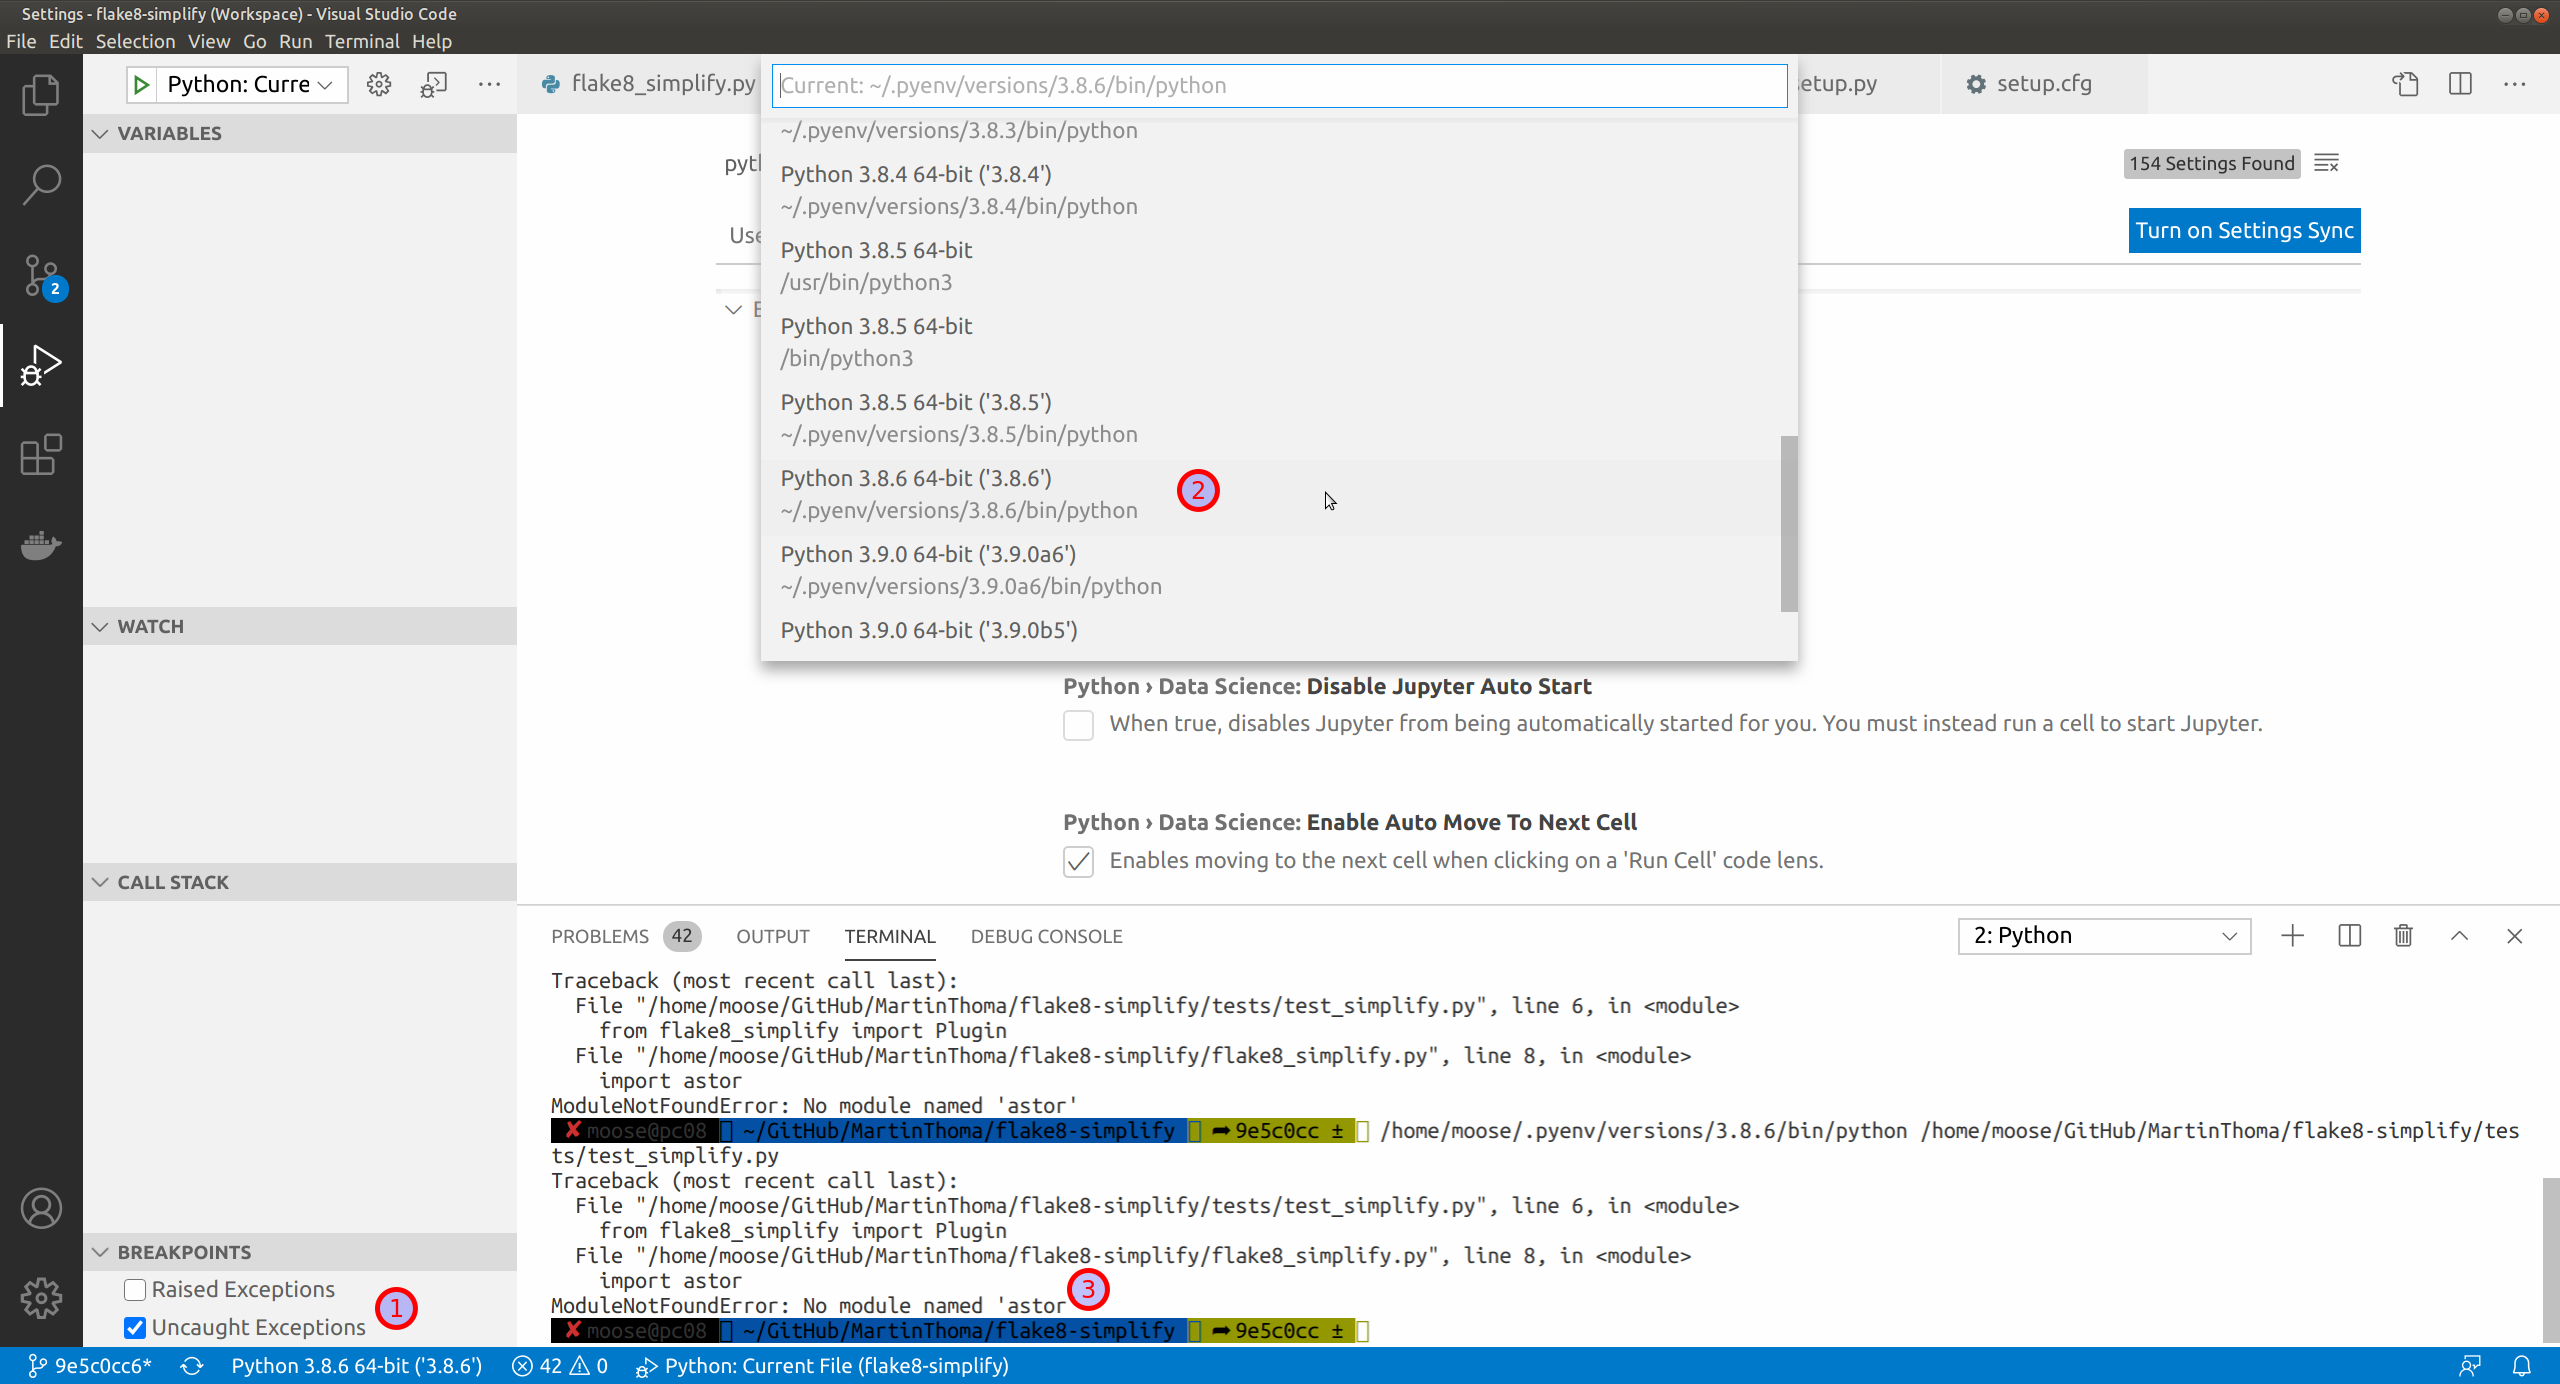 Settings - flake8-simplify (Workspace) - Visual Studio Code
File Edit Selection View Go Run Terminal Help
Python: Curre
flake8_simplify.py
Current: ~/.pyenv/versions/3.8.6/bin/python
etup.py
setup.cfg
VARIABLES
~/.pyenv/versions/3.8.3/bin/python
pyt
154 Settings Found
Python 3.8.4 64-bit ('3.8.4')
~/.pyenv/versions/3.8.4/bin/python
Use
Turn on Settings Sync
Python 3.8.5 64-bit
/usr/bin/python3
2
E
Python 3.8.5 64-bit
/bin/python3
Python 3.8.5 64-bit ('3.8.5')
~/.pyenv/versions/3.8.5/bin/python
Python 3.8.6 64-bit ('3.8.6')
~/.pyenv/versions/3.8.6/bin/python
2
Python 3.9.0 64-bit ('3.9.0a6')
~/.pyenv/versions/3.9.0a6/bin/python
Python 3.9.0 64-bit ('3.9.0b5')
WATCH
Python › Data Science: Disable Jupyter Auto Start
When true, disables Jupyter from being automatically started for you. You must instead run a cell to start Jupyter.
Python › Data Science: Enable Auto Move To Next Cell
Enables moving to the next cell when clicking on a 'Run Cell' code lens.
CALL STACK
PROBLEMS 42 OUTPUT TERMINAL DEBUG CONSOLE
2: Python
Traceback (most recent call last):
File "/home/moose/GitHub/MartinThoma/flake8-simplify/tests/test_simplify.py", line 6, in <module>
from flake8_simplify import Plugin
File "/home/moose/GitHub/MartinThoma/flake8-simplify/flake8_simplify.py", line 8, in <module>
import astor
ModuleNotFoundError: No module named 'astor'
✘ moose@pc08 ~/GitHub/MartinThoma/flake8-simplify ➦ 9e5c0cc ± /home/moose/.pyenv/versions/3.8.6/bin/python /home/moose/GitHub/MartinThoma/flake8-simplify/tes
ts/test_simplify.py
Traceback (most recent call last):
File "/home/moose/GitHub/MartinThoma/flake8-simplify/tests/test_simplify.py", line 6, in <module>
from flake8_simplify import Plugin
File "/home/moose/GitHub/MartinThoma/flake8-simplify/flake8_simplify.py", line 8, in <module>
import astor
ModuleNotFoundError: No module named 'astor
3
✘ moose@pc08 ~/GitHub/MartinThoma/flake8-simplify ➦ 9e5c0cc ±
BREAKPOINTS
Raised Exceptions
Uncaught Exceptions
1
9e5c0cc6* Python 3.8.6 64-bit ('3.8.6') 42 0 Python: Current File (flake8-simplify)